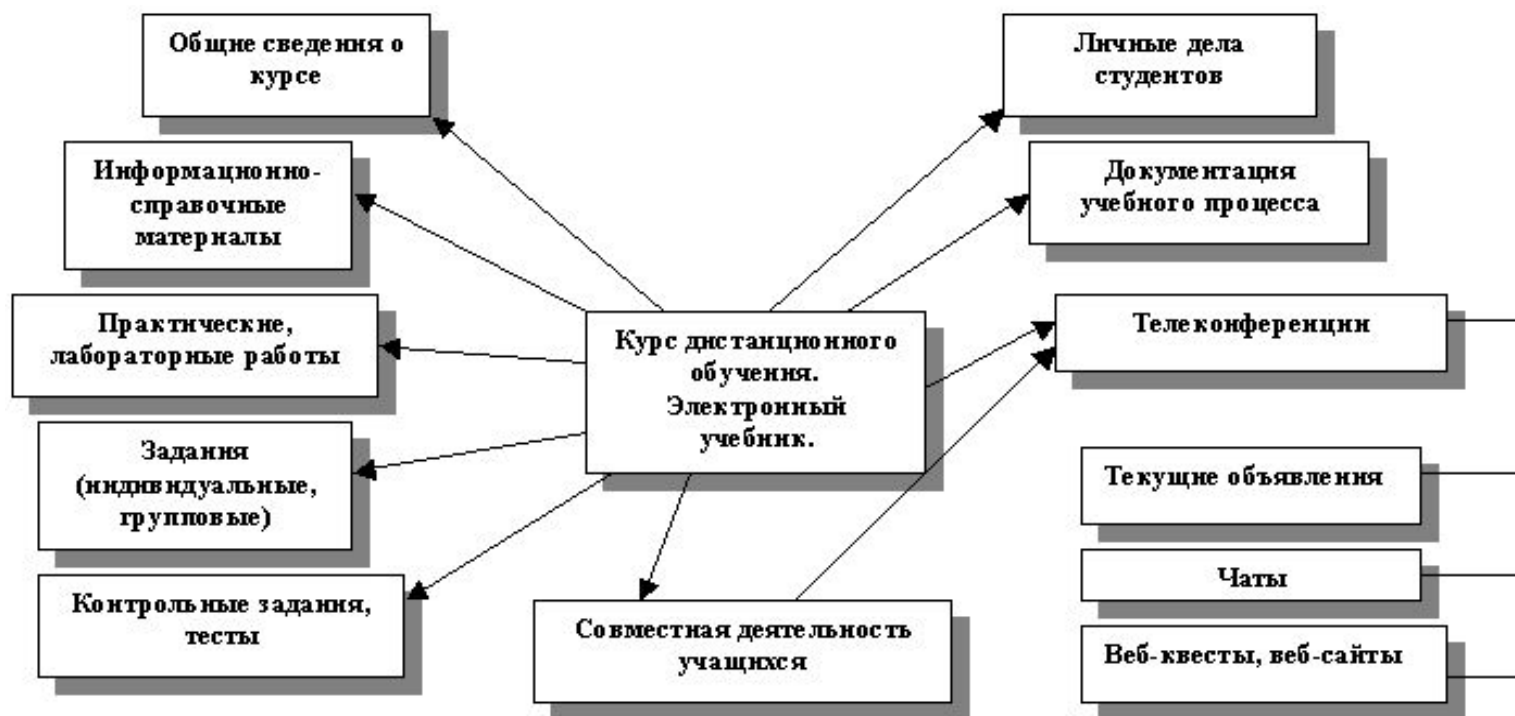 Общие сведения о
курсе
Информационно-
справочные
материалы
Практические,
лабораторные работы
Задания
(индивидуальные,
групповые)
Контрольные задания,
тесты
Курс дистанционного
обучения.
Электронный
учебник.
Совместная деятельность
учащихся
Личные дела
студентов
Документация
учебного процесса
Телеконференции
Текущие объявления
Чаты
Веб-квесты, веб-сайты